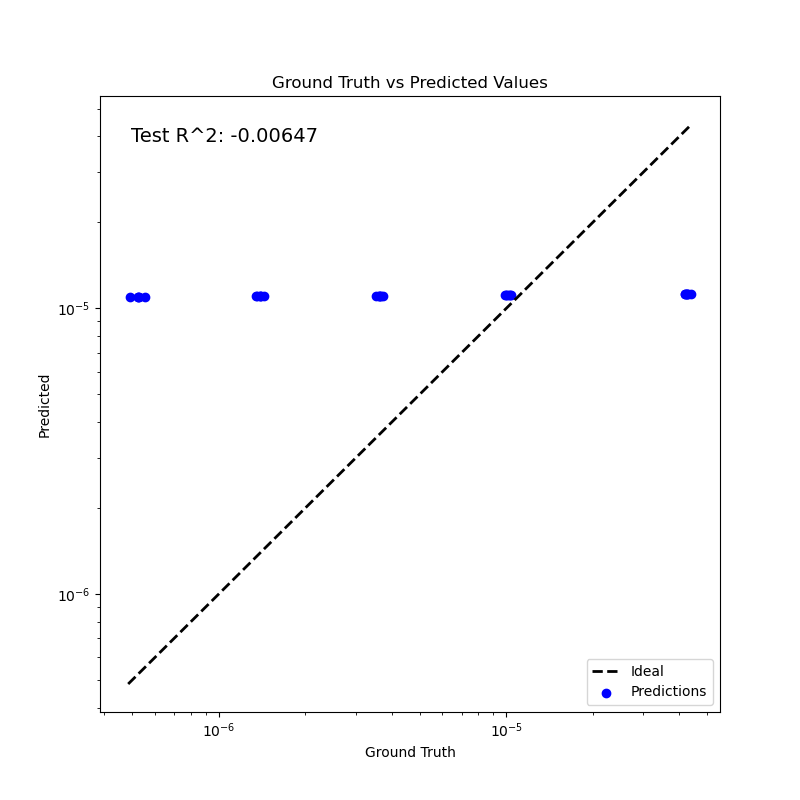 Ground Truth vs Predicted Values
Test R^2: -0.00647
Predicted
10⁻⁵
10⁻⁶
10⁻⁶
10⁻⁵
Ground Truth
Ideal
Predictions